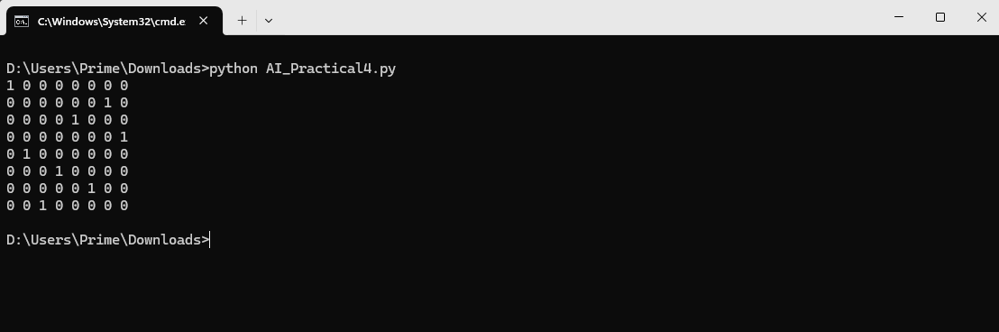 C:\Windows\System32\cmd.e
D:\Users\Prime\Downloads>python AI_Practical4.py
1 0 0 0 0 0 0 0
0 0 0 0 0 0 1 0
0 0 0 0 1 0 0 0
0 0 0 0 0 0 0 1
0 1 0 0 0 0 0 0
0 0 0 1 0 0 0 0
0 0 0 0 0 1 0 0
0 0 1 0 0 0 0 0
D:\Users\Prime\Downloads>